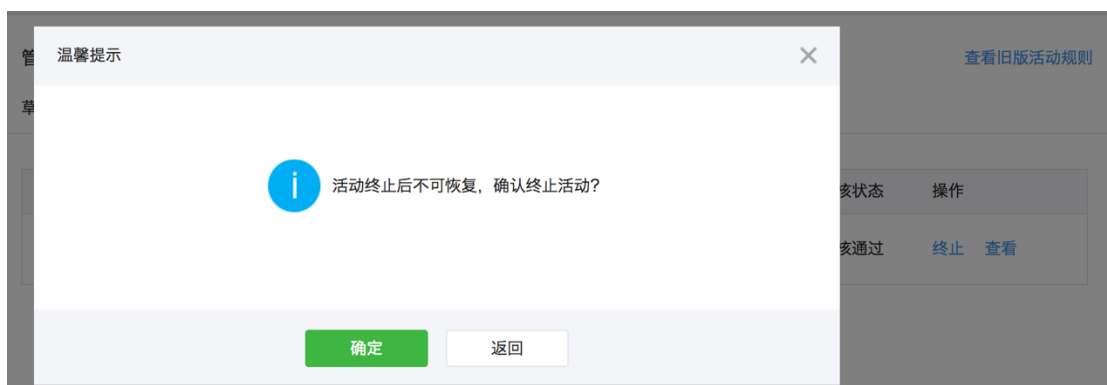 管
温馨提示
查看旧版活动规则
草
活动终止后不可恢复，确认终止活动?
核状态
操作
核通过
终止
查看
确定
返回